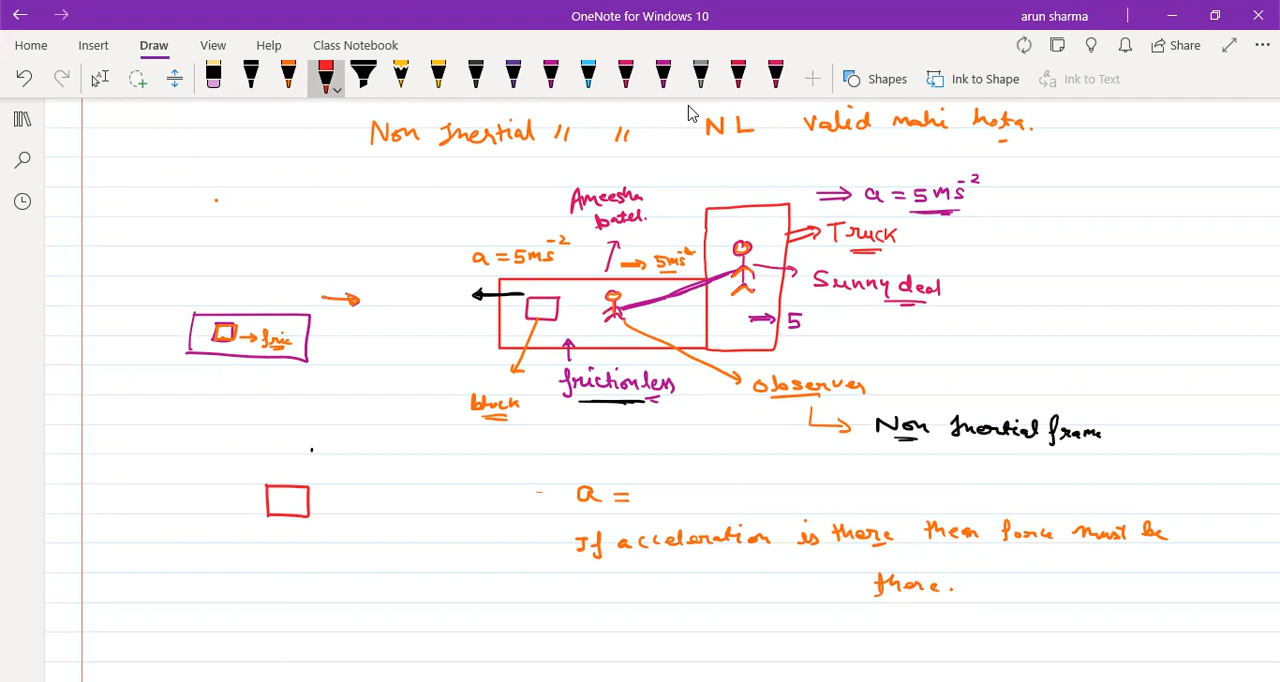 OneNote for Windows 10
arun sharma
Home Insert Draw View Help Class Notebook
Share
Shapes Ink to Shape Ink to Text
Non Inertial " " NL valid nahi hota.
⇒ a = 5ms⁻²
Ameesha patel.
Truck
a = 5ms⁻² → 5ms⁻²
Sunny deol
→ 5
→ fric
frictionless observer
block
Non Inertial frame
a =
If acceleration is there then force must be
there.